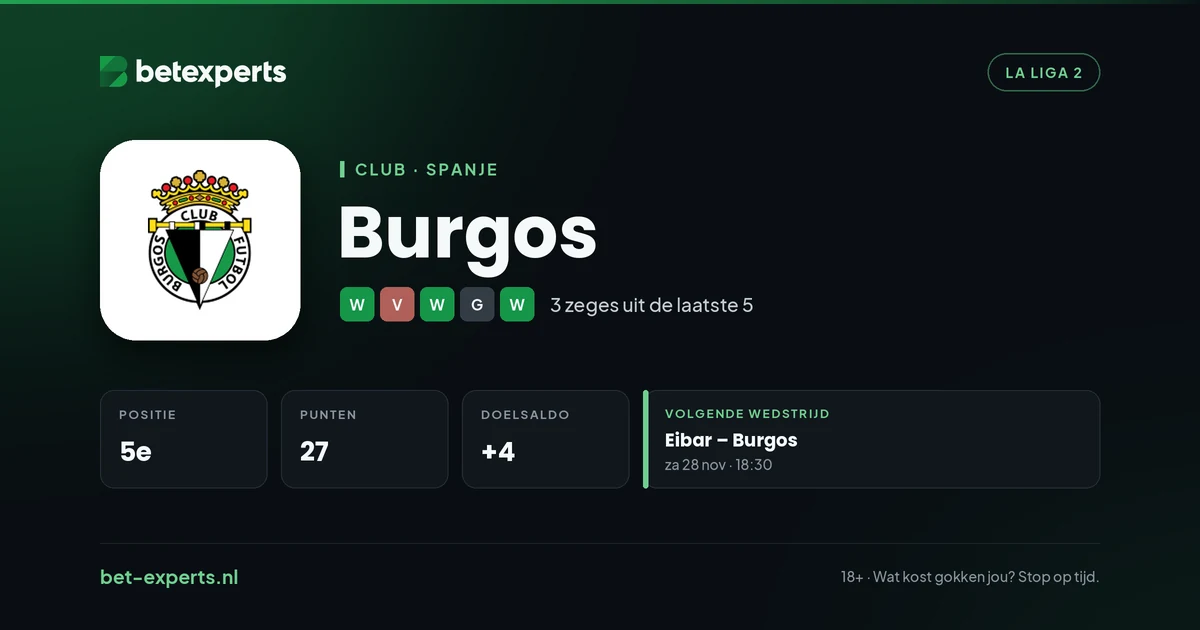 betexperts
LA LIGA 2
CLUB
BURGOS
FUTBOL
CLUB · SPANJE
Burgos
W V W G W 3 zeges uit de laatste 5
POSITIE
5e
PUNTEN
27
DOELSALDO
+4
VOLGENDE WEDSTRIJD
Eibar – Burgos
za 28 nov · 18:30
bet-experts.nl
18+ · Wat kost gokken jou? Stop op tijd.